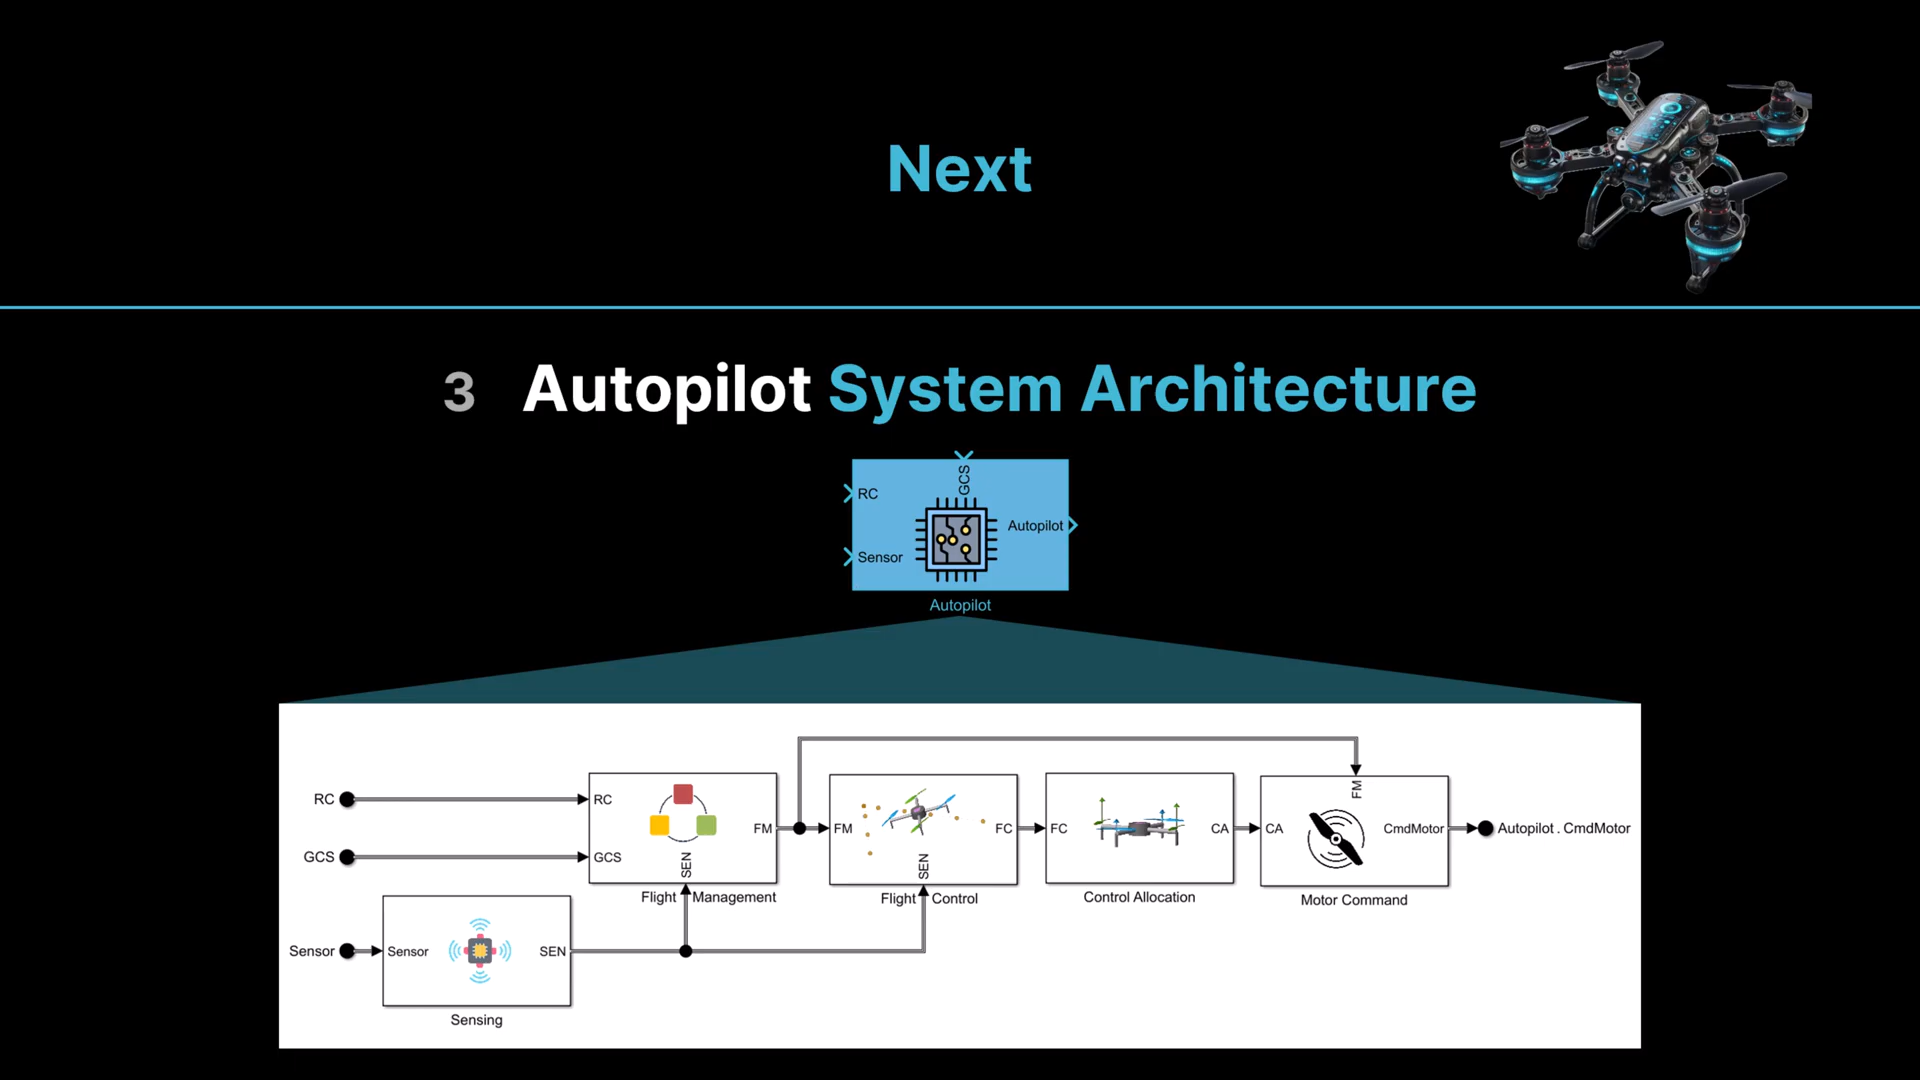 Next
3 Autopilot System Architecture
GCS
RC
Autopilot
Sensor
Autopilot
FM
RC
RC
FM
FM
FC
FC
CA
CA
CmdMotor
Autopilot . CmdMotor
GCS
GCS
SEN
SEN
Flight Management
Flight Control
Control Allocation
Motor Command
Sensor
Sensor
SEN
Sensing